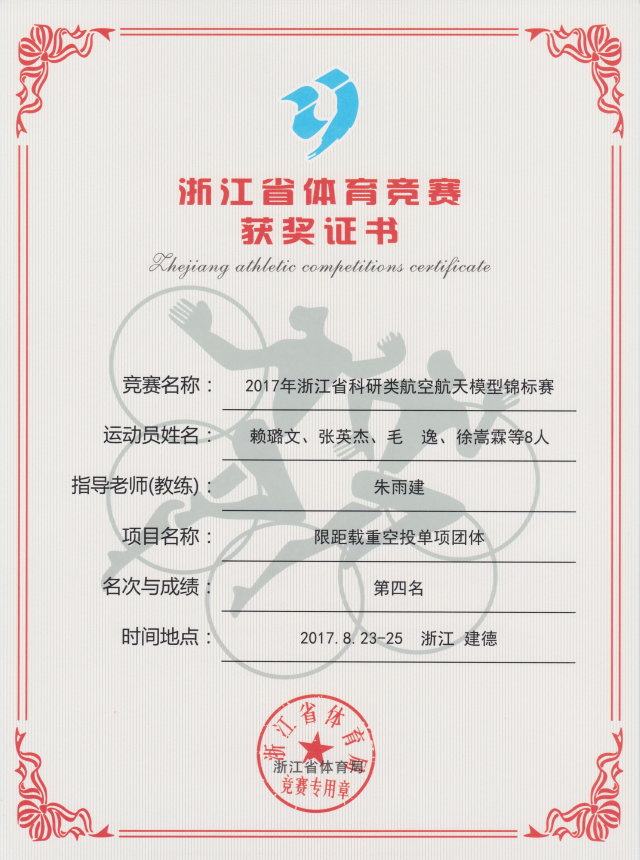 浙江省体育竞赛
获奖证书
Zhejiang athletic competitions certificate
竞赛名称： 2017年浙江省科研类航空航天模型锦标赛
运动员姓名： 赖璐文、张英杰、毛　逸、徐嵩霖等8人
指导老师(教练)： 朱雨建
项目名称： 限距载重空投单项团体
名次与成绩： 第四名
时间地点： 2017.8.23-25　浙江 建德
浙江省体育局
浙江省体育局
竞赛专用章